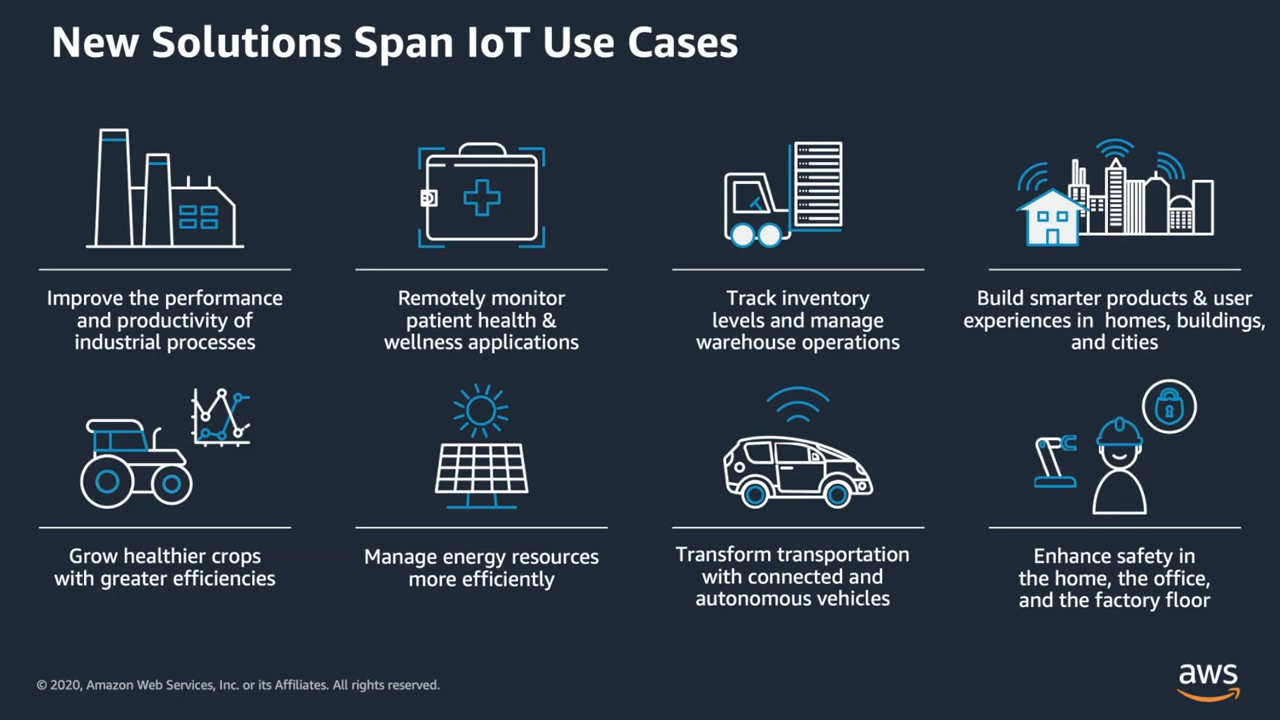 New Solutions Span IoT Use Cases
Improve the performance
and productivity of
industrial processes
Remotely monitor
patient health &
wellness applications
Track inventory
levels and manage
warehouse operations
Build smarter products & user
experiences in  homes, buildings,
and cities
Grow healthier crops
with greater efficiencies
Manage energy resources
more efficiently
Transform transportation
with connected and
autonomous vehicles
Enhance safety in
the home, the office,
and the factory floor
© 2020, Amazon Web Services, Inc. or its Affiliates. All rights reserved.
aws